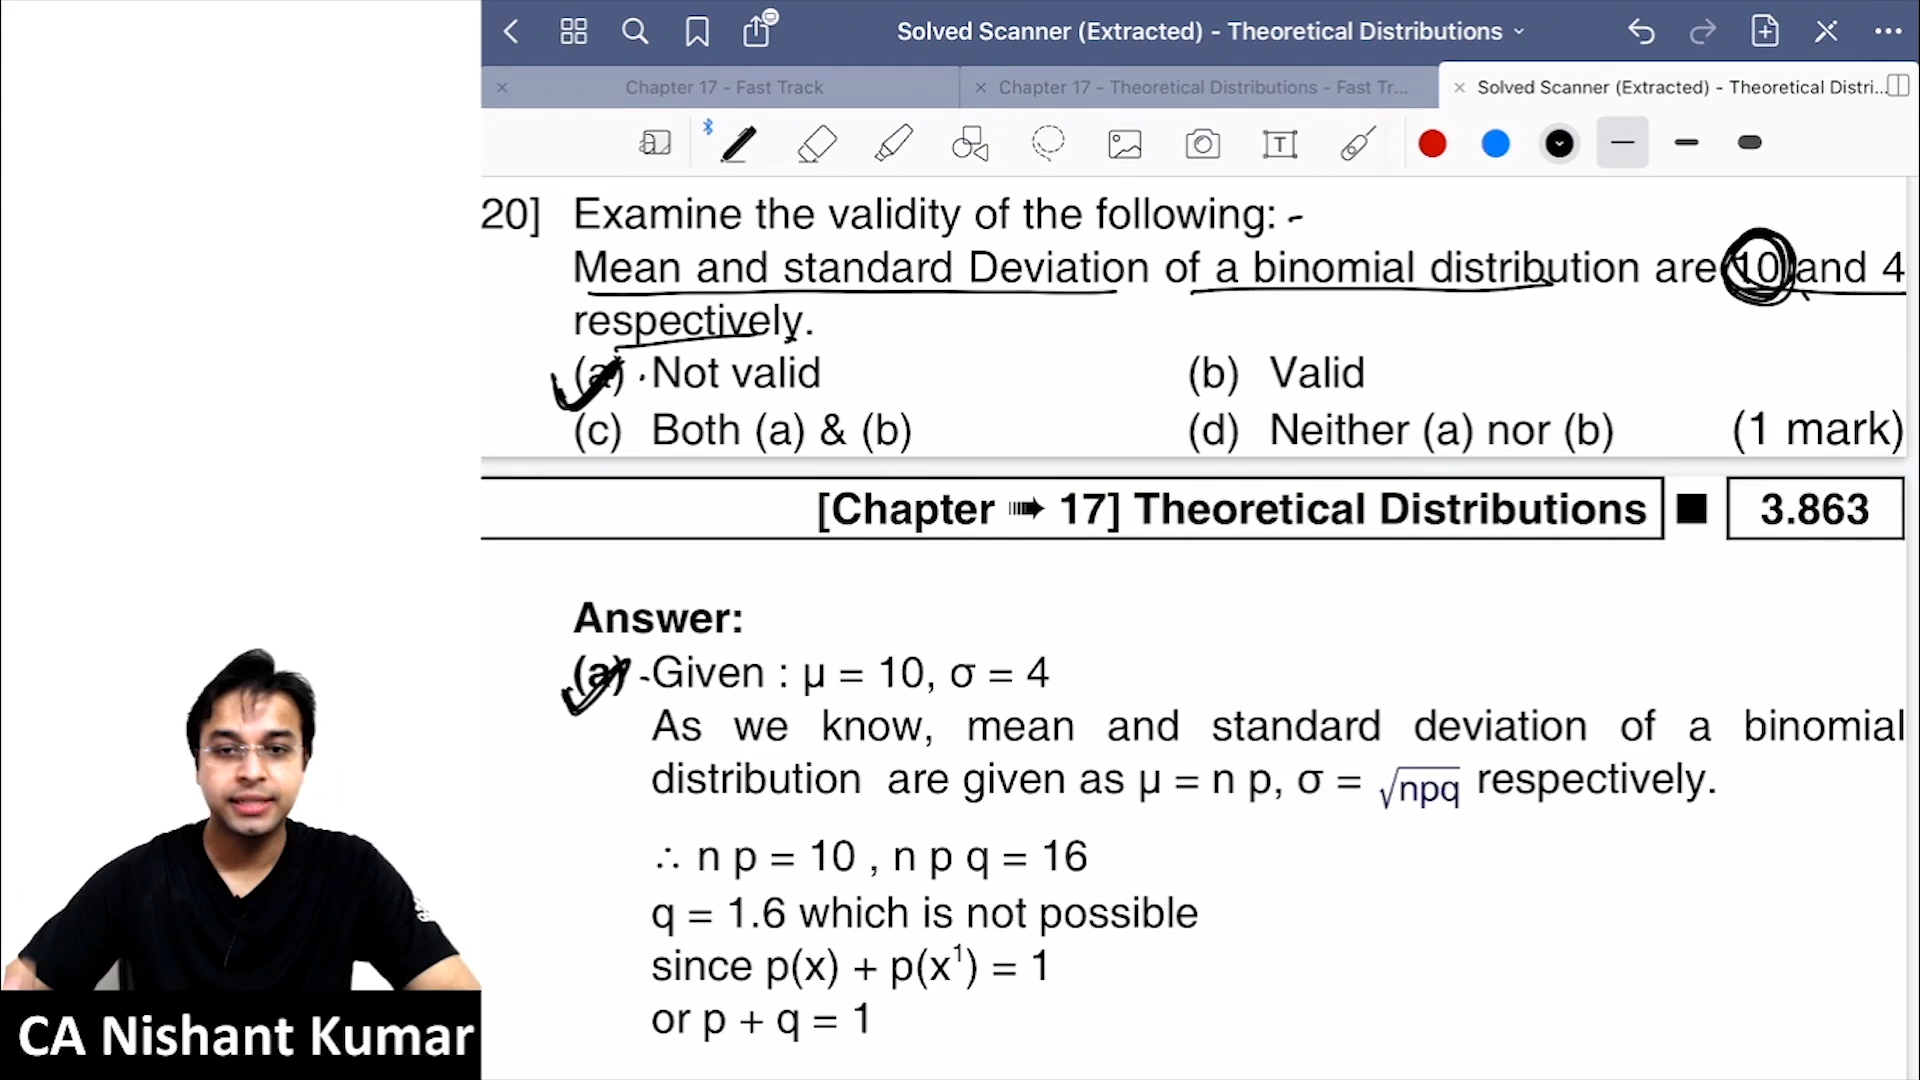 Solved Scanner (Extracted) - Theoretical Distributions
Chapter 17 - Fast Track
Chapter 17 - Theoretical Distributions - Fast Tr...
Solved Scanner (Extracted) - Theoretical Distri...
20] Examine the validity of the following: -
Mean and standard Deviation of a binomial distribution are 10 and 4
respectively.
(a) Not valid (b) Valid
(c) Both (a) & (b) (d) Neither (a) nor (b) (1 mark)
[Chapter ➠ 17] Theoretical Distributions ■ 3.863
Answer:
(a) Given : μ = 10, σ = 4
As we know, mean and standard deviation of a binomial
distribution are given as μ = n p, σ = √npq respectively.
∴ n p = 10 , n p q = 16
q = 1.6 which is not possible
since p(x) + p(x¹) = 1
or p + q = 1
CA Nishant Kumar